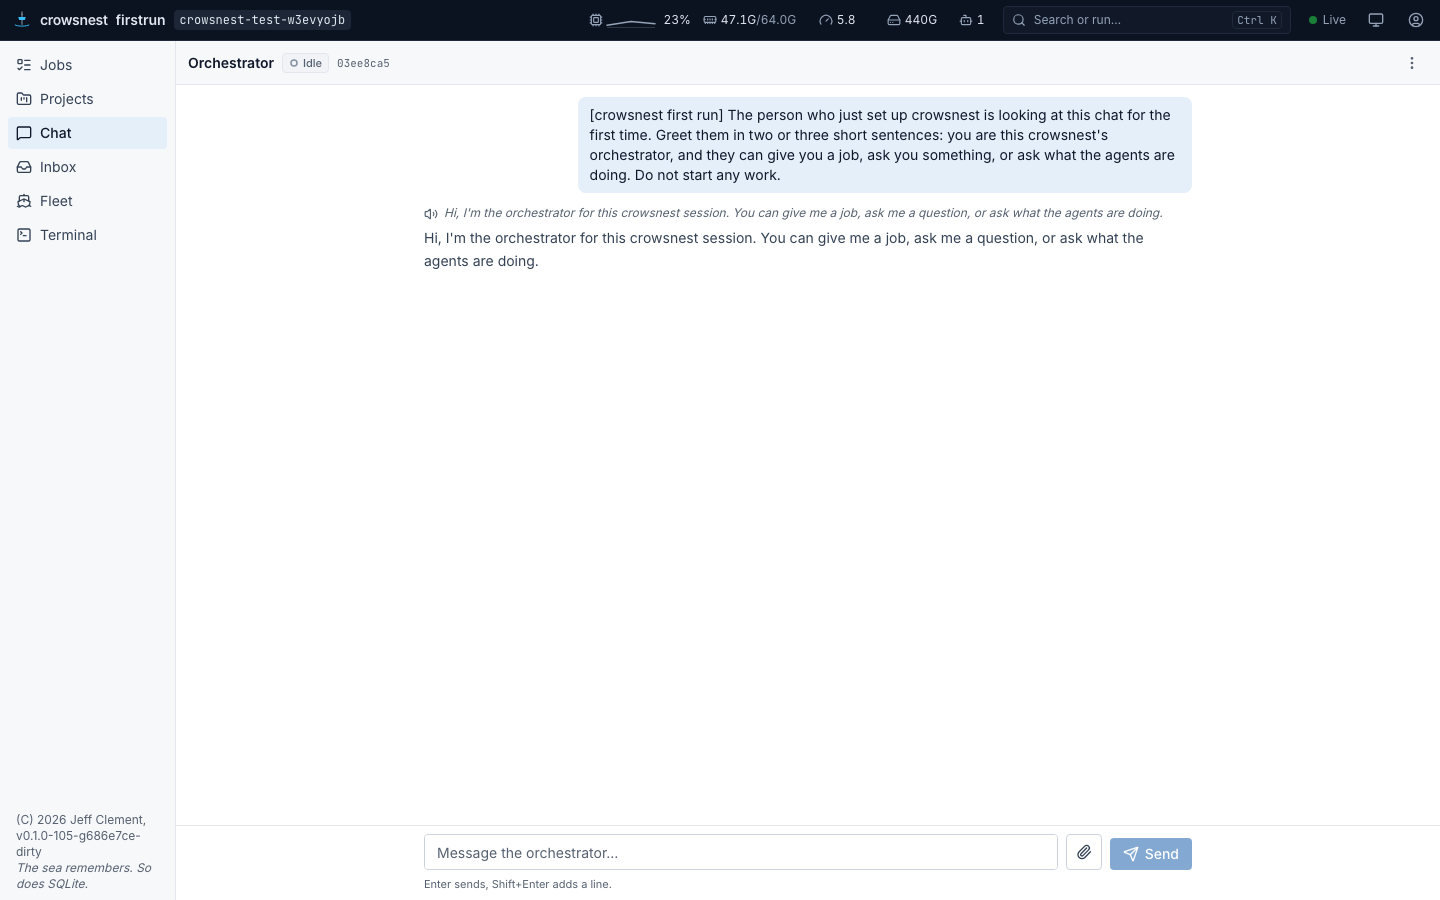 crowsnest firstrun crowsnest-test-w3evyojb
23% 47.1G/64.0G 5.8 440G 1 Search or run... Ctrl K Live
Jobs
Projects
Chat
Inbox
Fleet
Terminal
Orchestrator Idle 03ee8ca5
[crowsnest first run] The person who just set up crowsnest is looking at this chat for the
first time. Greet them in two or three short sentences: you are this crowsnest's
orchestrator, and they can give you a job, ask you something, or ask what the agents are
doing. Do not start any work.
Hi, I'm the orchestrator for this crowsnest session. You can give me a job, ask me a question, or ask what the agents are doing.
Hi, I'm the orchestrator for this crowsnest session. You can give me a job, ask me a question, or ask what the
agents are doing.
(C) 2026 Jeff Clement,
v0.1.0-105-g686e7ce-
dirty
The sea remembers. So
does SQLite.
Message the orchestrator...
Send
Enter sends, Shift+Enter adds a line.